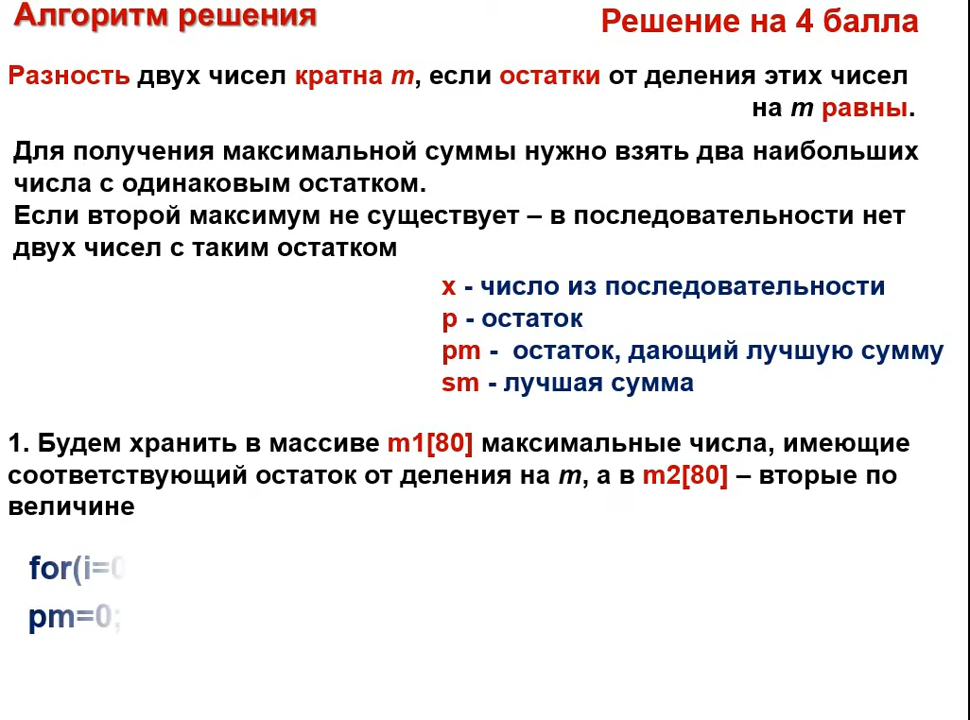 Алгоритм решения
Решение на 4 балла
Разность двух чисел кратна m, если остатки от деления этих чисел
на m равны.
Для получения максимальной суммы нужно взять два наибольших
числа с одинаковым остатком.
Если второй максимум не существует – в последовательности нет
двух чисел с таким остатком
x - число из последовательности
p - остаток
pm - остаток, дающий лучшую сумму
sm - лучшая сумма
1. Будем хранить в массиве m1[80] максимальные числа, имеющие
соответствующий остаток от деления на m, а в m2[80] – вторые по
величине
for(i=0
pm=0;